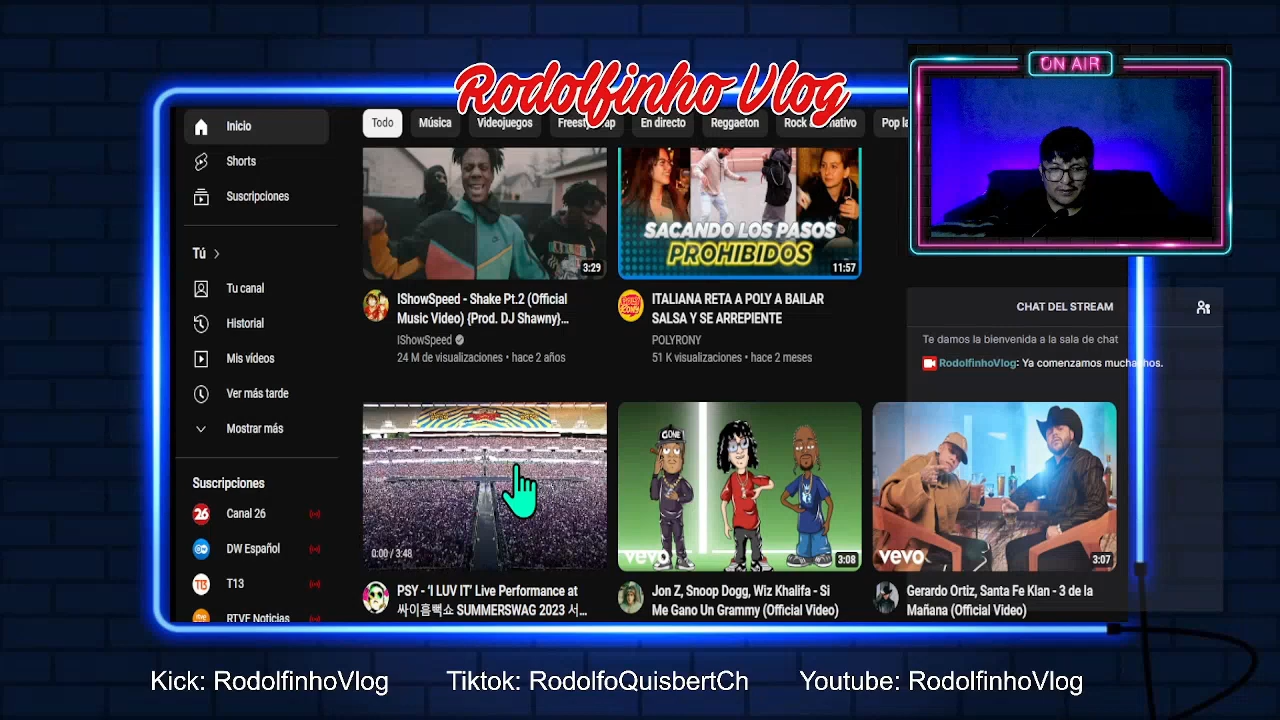 Rodolfinho Vlog
ON AIR
Inicio
Shorts
Suscripciones
Tú
Tu canal
Historial
Mis vídeos
Ver más tarde
Mostrar más
Suscripciones
26
Canal 26
DW Español
T13
T13
RTVE Noticias
Todo
Música
Videojuegos
En directo
Reggaeton
3:29
IShowSpeed - Shake Pt.2 (Official
Music Video) {Prod. DJ Shawny}...
IShowSpeed
24 M de visualizaciones • hace 2 años
SACANDO LOS PASOS
PROHIBIDOS
11:57
ITALIANA RETA A POLY A BAILAR
SALSA Y SE ARREPIENTE
POLYRONY
51 K visualizaciones • hace 2 meses
0:00 / 3:48
PSY - 'I LUV IT' Live Performance at
싸이흠뻑쇼 SUMMERSWAG 2023 서...
GONE!
vevo
3:08
Jon Z, Snoop Dogg, Wiz Khalifa - Si
Me Gano Un Grammy (Official Video)
vevo
3:07
Gerardo Ortiz, Santa Fe Klan - 3 de la
Mañana (Official Video)
CHAT DEL STREAM
Te damos la bienvenida a la sala de chat
RodolfinhoVlog: Ya comenzamos muchachos.
Kick: RodolfinhoVlog
Tiktok: RodolfoQuisbertCh
Youtube: RodolfinhoVlog